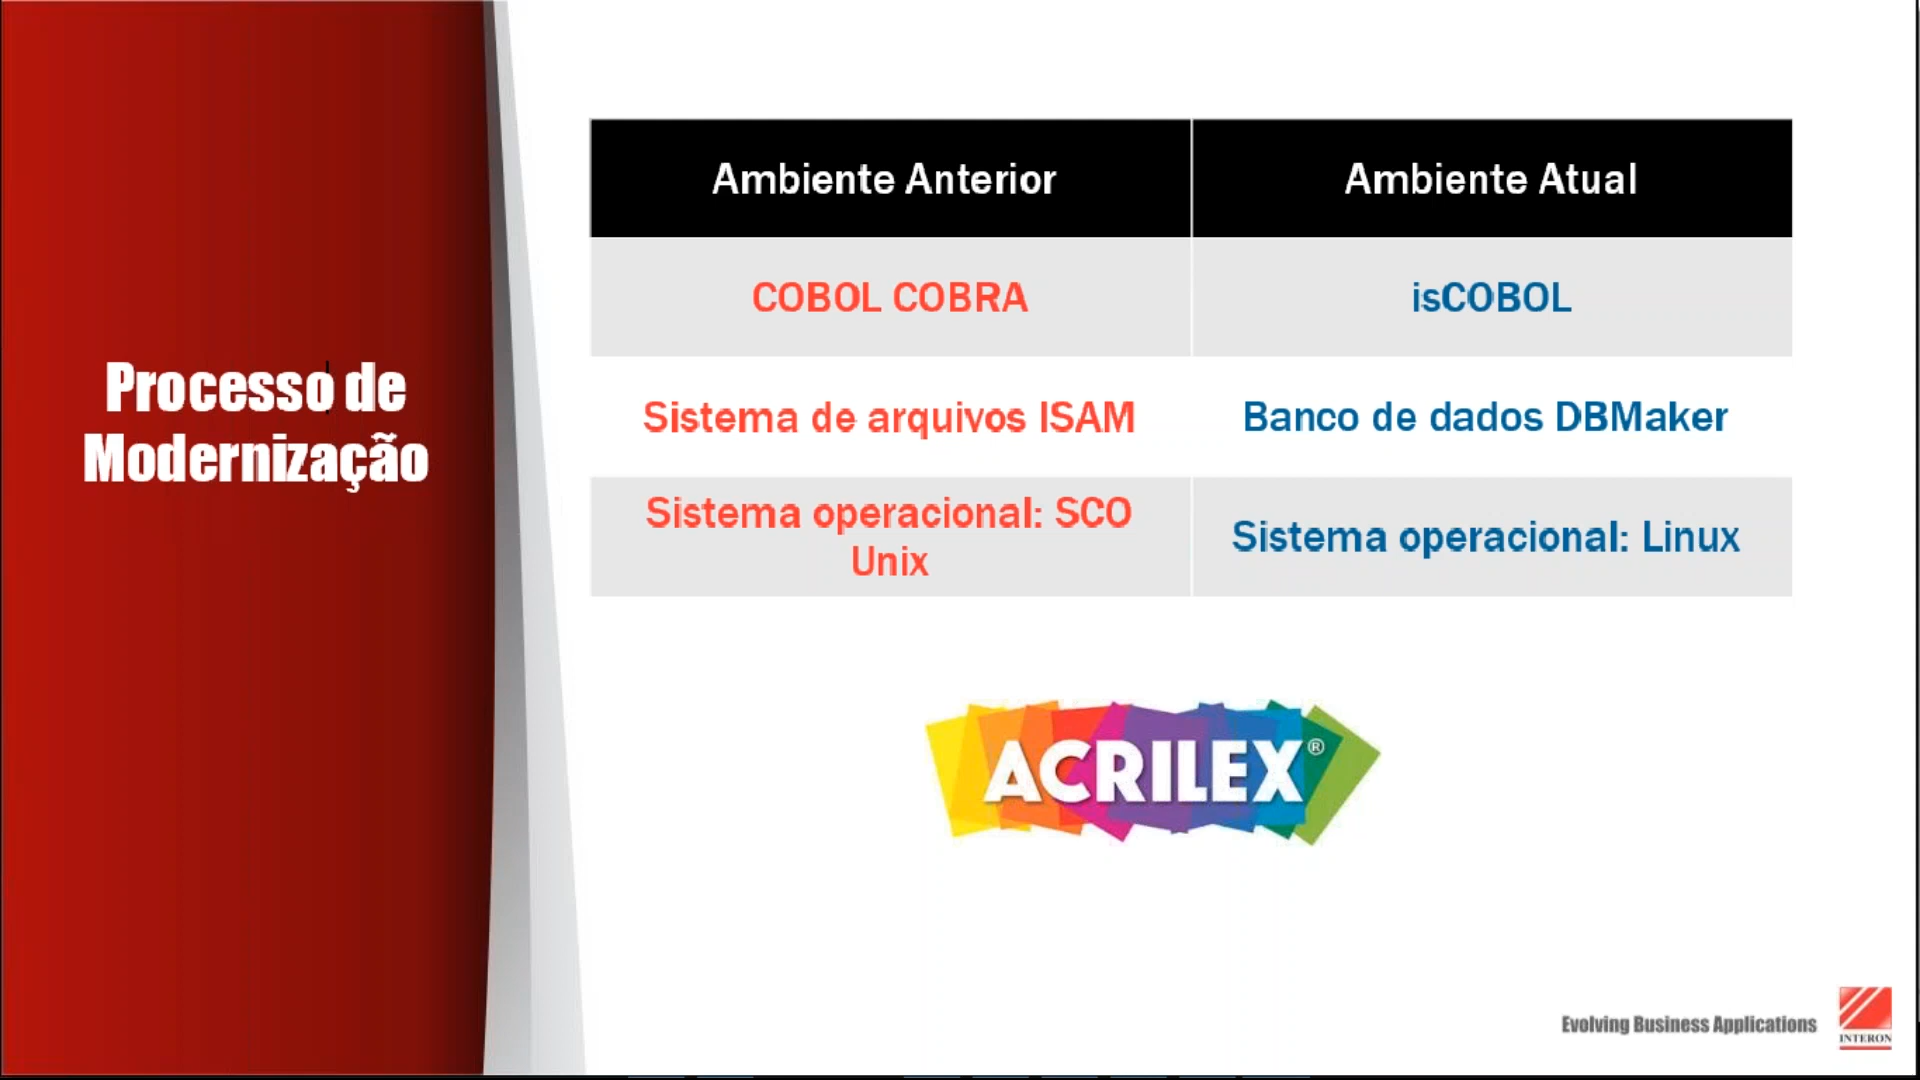 Processo de
Modernização
Ambiente Anterior
Ambiente Atual
COBOL COBRA
isCOBOL
Sistema de arquivos ISAM
Banco de dados DBMaker
Sistema operacional: SCO
Unix
Sistema operacional: Linux
ACRILEX®
Evolving Business Applications
INTERON